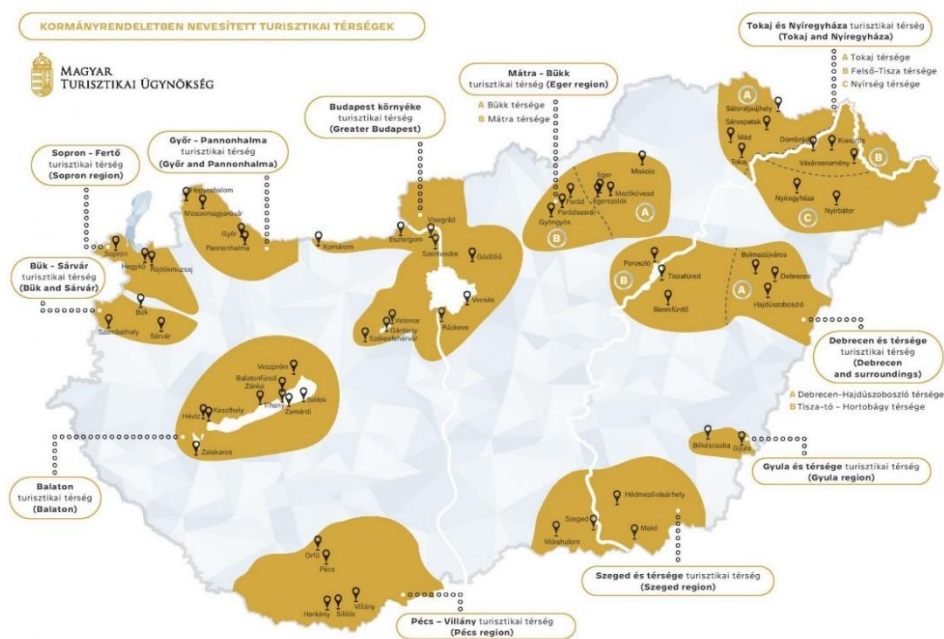 KORMÁNYRENDELETBEN NEVESÍTETT TURISZTIKAI TÉRSÉGEK
MAGYAR
TURISZTIKAI ÜGYNÖKSÉG
Tokaj és Nyíregyháza turisztikai térség
(Tokaj and Nyíregyháza)
A Tokaj térsége
B Felső-Tisza térsége
C Nyírség térsége
Mátra - Bükk
turisztikai térség (Eger region)
A Bükk térsége
B Mátra térsége
Budapest környéke
turisztikai térség
(Greater Budapest)
Győr - Pannonhalma
turisztikai térség
(Győr and Pannonhalma)
Sopron - Fertő
turisztikai térség
(Sopron region)
Bük - Sárvár
turisztikai térség
(Bük and Sárvár)
A
Sátoraljaújhely
Sárospatak
Mád
Tokaj
Dombrád
Kisvárda
Vásárosnamény
B
Nyíregyháza
Nyírbátor
C
Miskolc
Eger
Egerszalók
Mezőkövesd
Parád
Parádsasvár
Gyöngyös
A
B
Hegyeshalom
Mosonmagyaróvár
Győr
Pannonhalma
Komárom
Esztergom
Visegrád
Szentendre
Gödöllő
Vecsés
Ráckeve
Velence
Gárdony
Székesfehérvár
Sopron
Hegykő
Fertőkmúzsaj
Bük
Szombathely
Sárvár
Poroszló
Tiszafüred
Berekfürdő
B
Balmazújváros
Debrecen
Hajdúszoboszló
A
Debrecen és térsége
turisztikai térség
(Debrecen
and surroundings)
A Debrecen-Hajdúszoboszló térsége
B Tisza-tó - Hortobágy térsége
Veszprém
Balatonfüred
Zánka
Tihany
Zamárdi
Siófok
Keszthely
Hévíz
Zalakaros
Balaton
turisztikai térség
(Balaton)
Békéscsaba
Gyula
Gyula és térsége turisztikai térség
(Gyula region)
Hódmezővásárhely
Szeged
Mórahalom
Makó
Szeged és térsége turisztikai térség
(Szeged region)
Orfű
Pécs
Harkány
Siklós
Villány
Pécs - Villány turisztikai térség
(Pécs region)